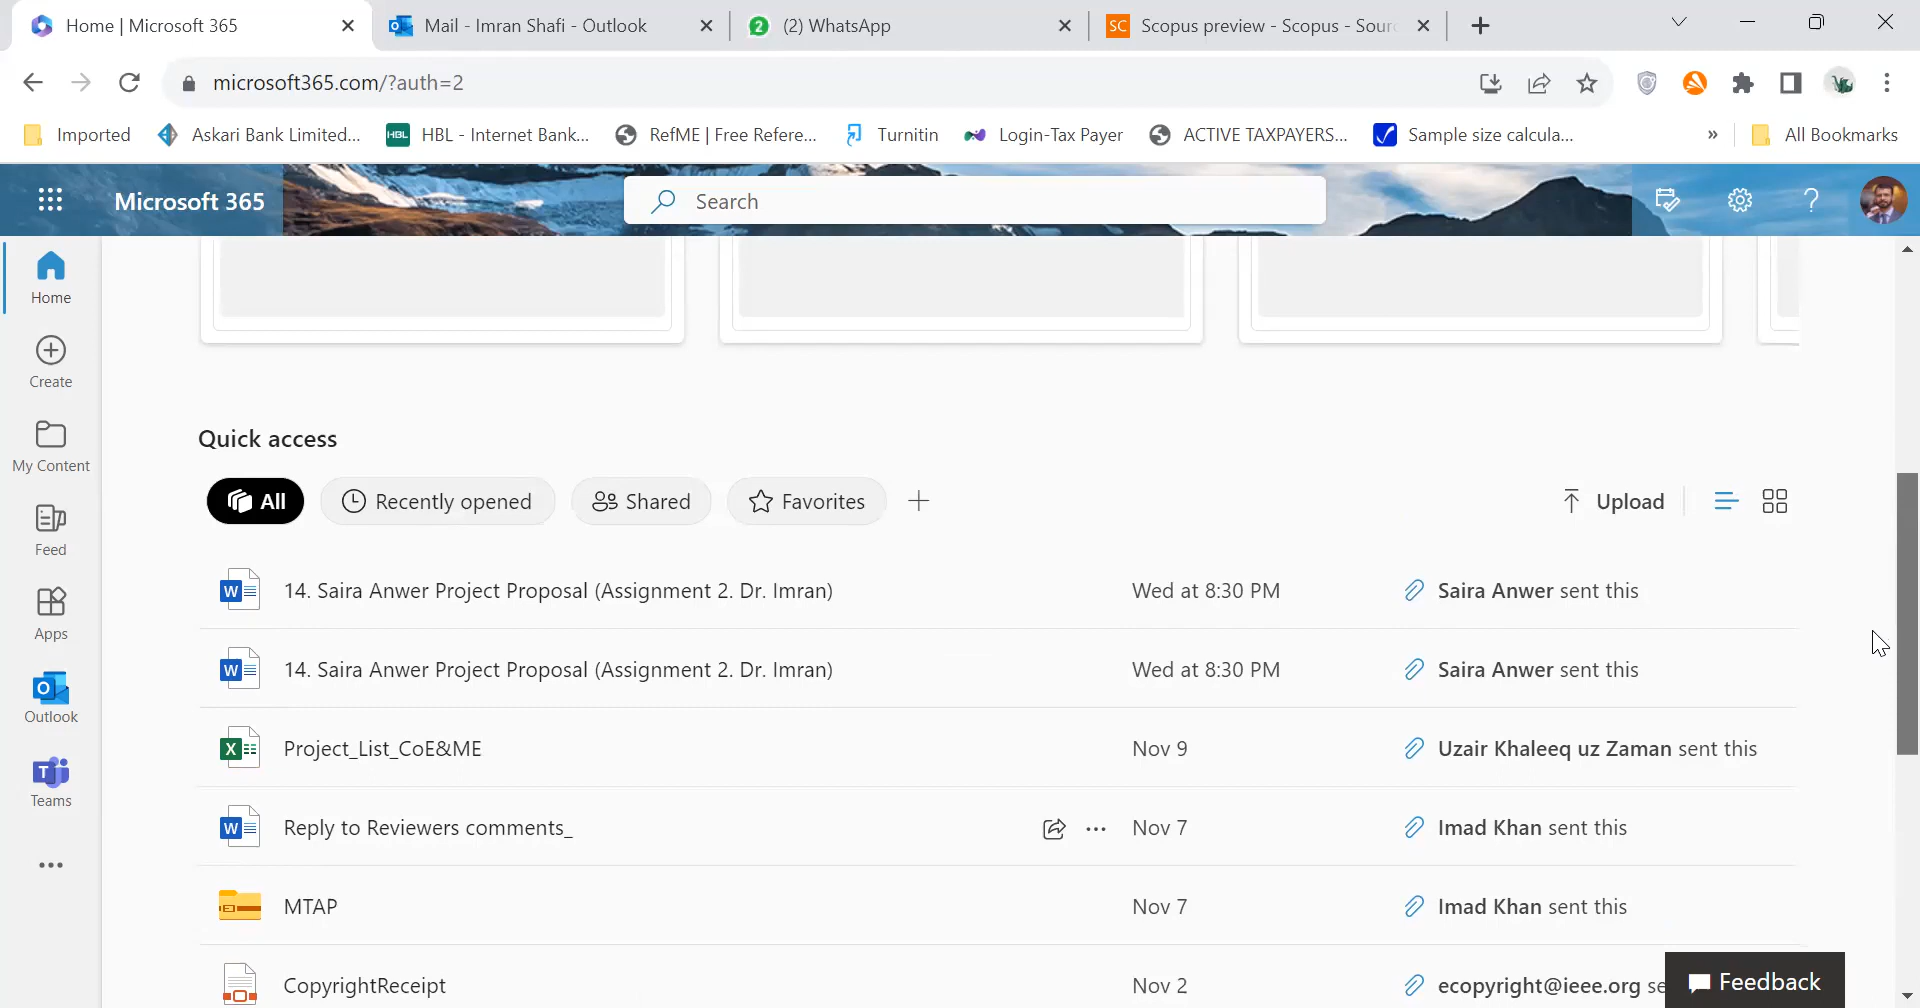 Home | Microsoft 365
Mail - Imran Shafi - Outlook
2 (2) WhatsApp
SC Scopus preview - Scopus - Sour
microsoft365.com/?auth=2
Imported
Askari Bank Limited...
HBL HBL - Internet Bank...
RefME | Free Refere...
Turnitin
Login-Tax Payer
ACTIVE TAXPAYERS...
Sample size calcula...
»
All Bookmarks
Microsoft 365
Search
?
Home
Create
My Content
Feed
Apps
Outlook
Teams
Quick access
All
Recently opened
Shared
Favorites
Upload
14. Saira Anwer Project Proposal (Assignment 2. Dr. Imran) Wed at 8:30 PM Saira Anwer sent this
14. Saira Anwer Project Proposal (Assignment 2. Dr. Imran) Wed at 8:30 PM Saira Anwer sent this
Project_List_CoE&ME Nov 9 Uzair Khaleeq uz Zaman sent this
Reply to Reviewers comments_ Nov 7 Imad Khan sent this
MTAP Nov 7 Imad Khan sent this
CopyrightReceipt Nov 2 ecopyright@ieee.org se
Feedback